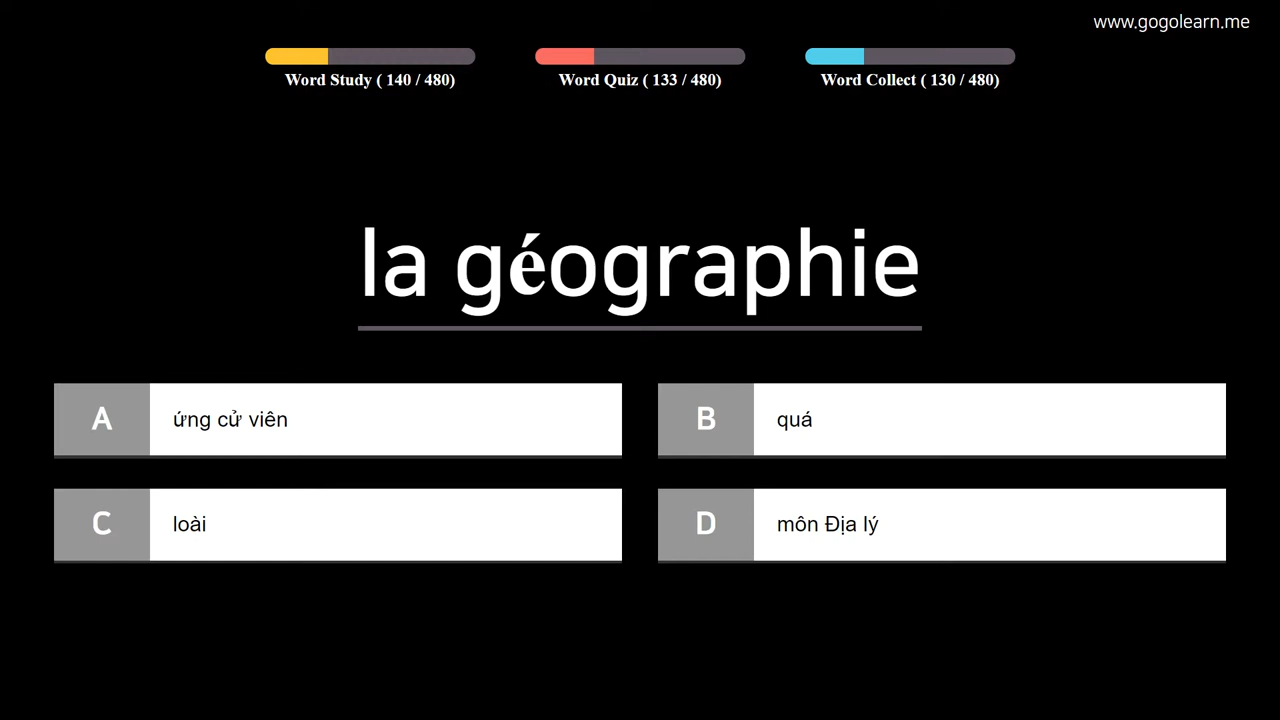 www.gogolearn.me
Word Study ( 140 / 480)
Word Quiz ( 133 / 480)
Word Collect ( 130 / 480)
la géographie
A ứng cử viên
B quá
C loài
D môn Địa lý